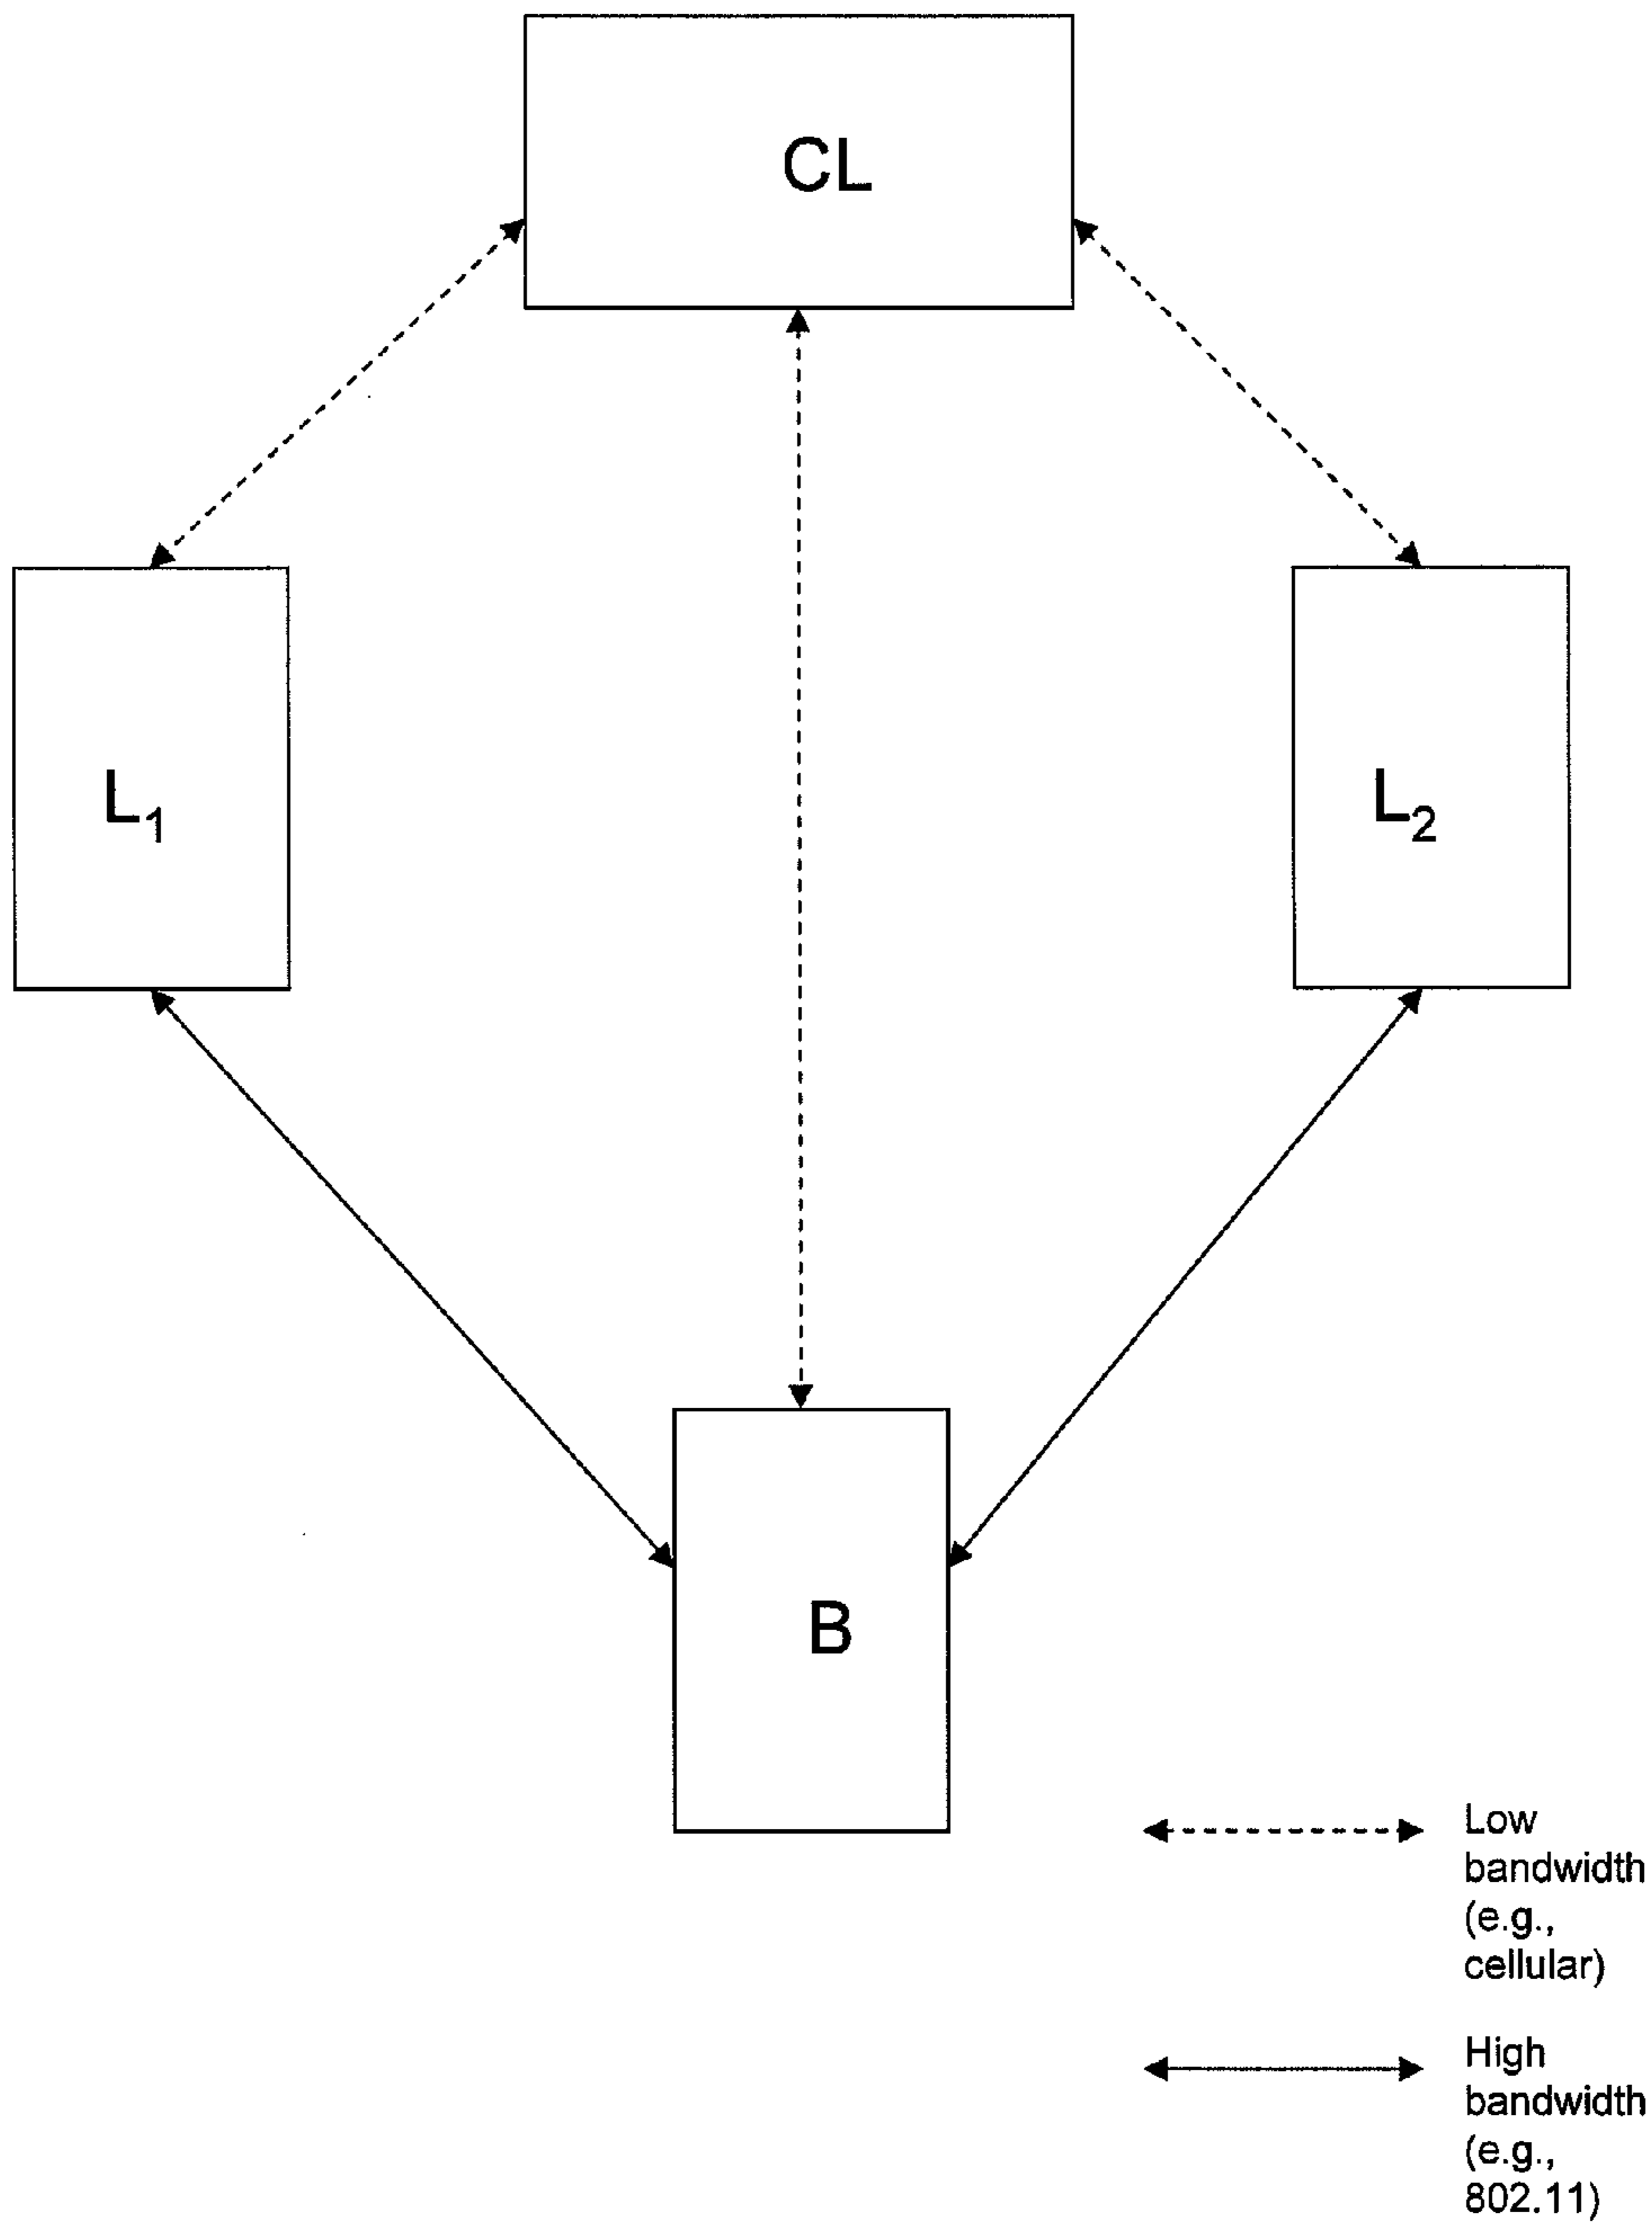 CL
L1
L2
B
Low
bandwidth
(e.g.,
cellular)
High
bandwidth
(e.g.,
802.11)